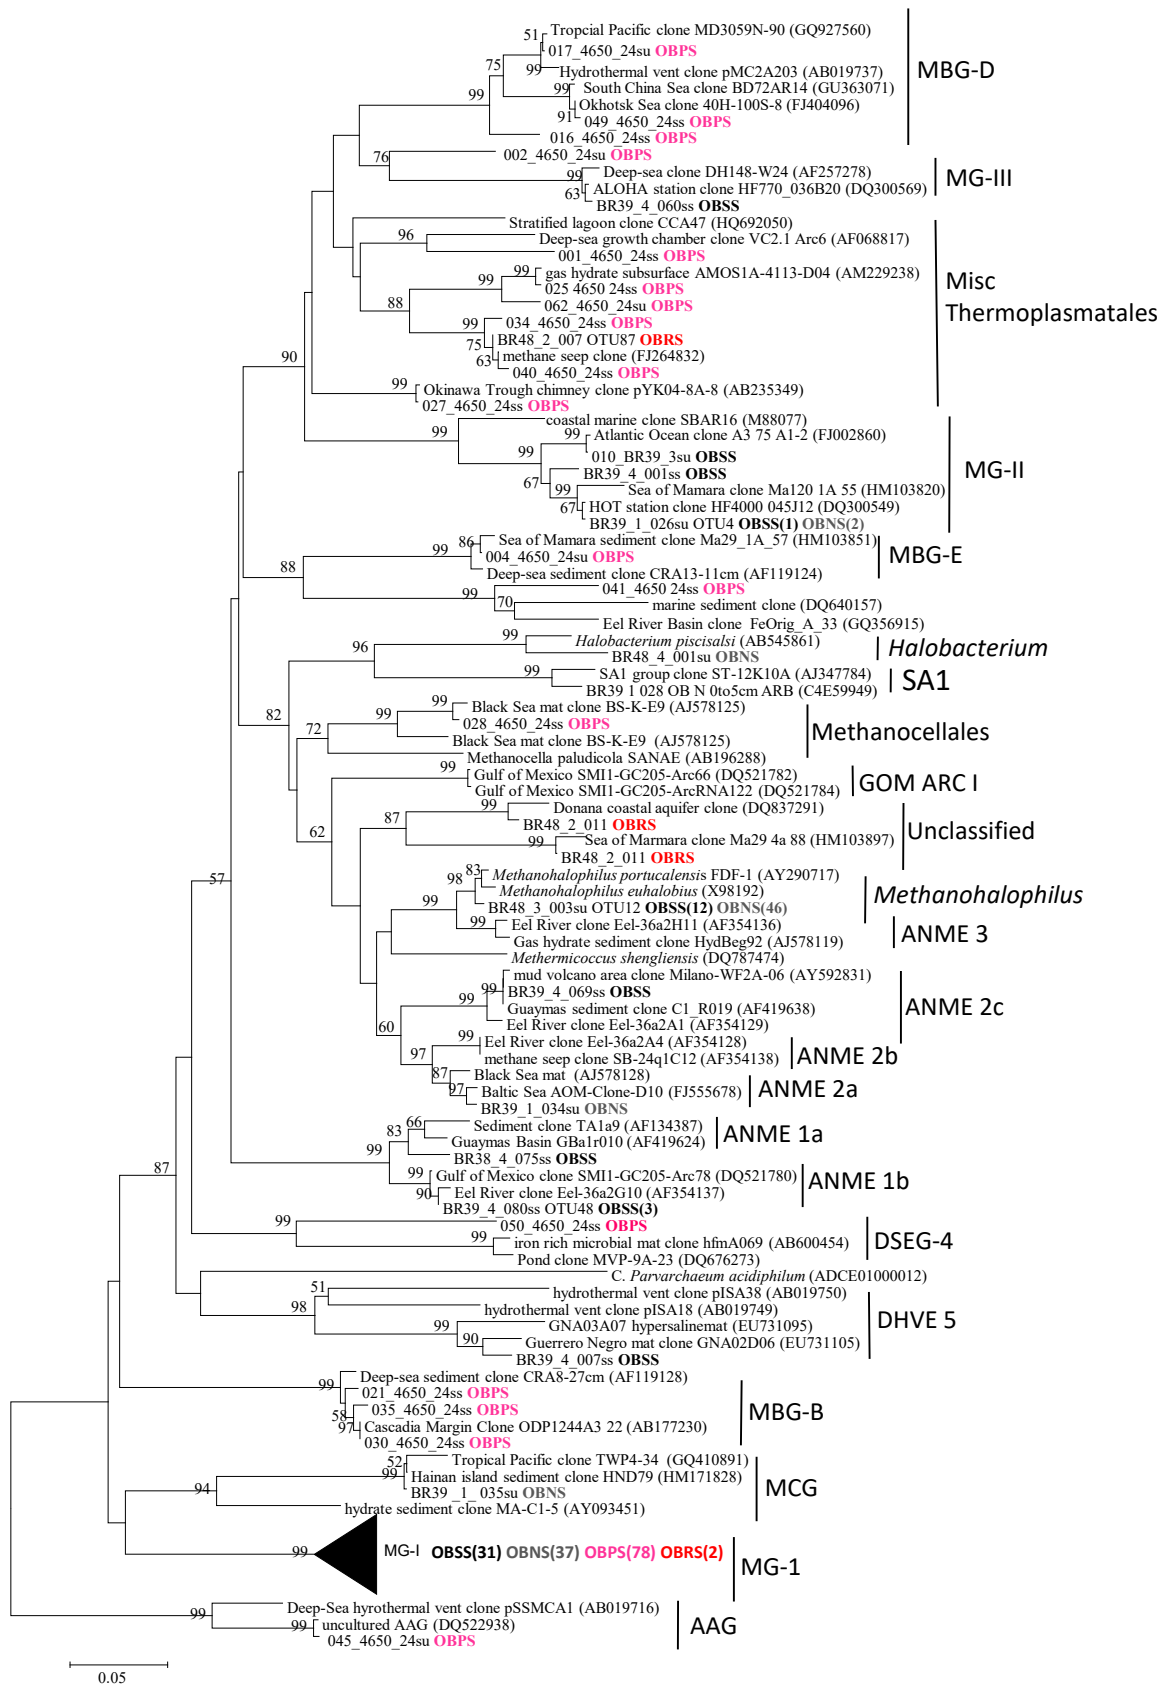 51
Tropcial Pacific clone MD3059N-90 (GQ927560)
017_4650_24su OBPS
75
99
Hydrothermal vent clone pMC2A203 (AB019737)
MBG-D
99
99
South China Sea clone BD72AR14 (GU363071)
Okhotsk Sea clone 40H-100S-8 (FJ404096)
91
049_4650_24ss OBPS
016_4650_24ss OBPS
76
002_4650_24su OBPS
99
Deep-sea clone DH148-W24 (AF257278)
63
ALOHA station clone HF770_036B20 (DQ300569)
MG-III
BR39_4_060ss OBSS
Stratified lagoon clone CCA47 (HQ692050)
96
Deep-sea growth chamber clone VC2.1 Arc6 (AF068817)
001_4650_24ss OBPS
99
99
gas hydrate subsurface AMOS1A-4113-D04 (AM229238)
025 4650 24ss OBPS
Misc
Thermoplasmatales
88
062_4650_24su OBPS
99
034_4650_24ss OBPS
75
BR48_2_007 OTU87 OBRS
63
methane seep clone (FJ264832)
040_4650_24ss OBPS
90
99
Okinawa Trough chimney clone pYK04-8A-8 (AB235349)
027_4650_24ss OBPS
99
coastal marine clone SBAR16 (M88077)
99
99
Atlantic Ocean clone A3 75 A1-2 (FJ002860)
010_BR39_3su OBSS
67
BR39_4_001ss OBSS
MG-II
99
Sea of Mamara clone Ma120 1A 55 (HM103820)
67
HOT station clone HF4000 045J12 (DQ300549)
BR39_1_026su OTU4 OBSS(1) OBNS(2)
99
86
Sea of Mamara sediment clone Ma29_1A_57 (HM103851)
004_4650_24su OBPS
MBG-E
88
Deep-sea sediment clone CRA13-11cm (AF119124)
99
041_4650 24ss OBPS
70
marine sediment clone (DQ640157)
Eel River Basin clone FeOrig_A_33 (GQ356915)
96
99
Halobacterium piscisalsi (AB545861)
Halobacterium
BR48_4_001su OBNS
99
SA1 group clone ST-12K10A (AJ347784)
SA1
BR39 1 028 OB N 0to5cm ARB (C4E59949)
82
99
99
Black Sea mat clone BS-K-E9 (AJ578125)
028_4650_24ss OBPS
72
Black Sea mat clone BS-K-E9 (AJ578125)
Methanocellales
Methanocella paludicola SANAE (AB196288)
99
Gulf of Mexico SMI1-GC205-Arc66 (DQ521782)
GOM ARC I
Gulf of Mexico SMI1-GC205-ArcRNA122 (DQ521784)
62
87
99
Donana coastal aquifer clone (DQ837291)
BR48_2_011 OBRS
Unclassified
99
Sea of Marmara clone Ma29 4a 88 (HM103897)
BR48_2_011 OBRS
57
98
83
Methanohalophilus portucalensis FDF-1 (AY290717)
Methanohalophilus euhalobius (X98192)
Methanohalophilus
99
BR48_3_003su OTU12 OBSS(12) OBNS(46)
99
Eel River clone Eel-36a2H11 (AF354136)
ANME 3
Gas hydrate sediment clone HydBeg92 (AJ578119)
Methermicoccus shengliensis (DQ787474)
mud volcano area clone Milano-WF2A-06 (AY592831)
99
99
BR39_4_069ss OBSS
ANME 2c
Guaymas sediment clone C1_R019 (AF419638)
60
Eel River clone Eel-36a2A1 (AF354129)
99
Eel River clone Eel-36a2A4 (AF354128)
97
methane seep clone SB-24q1C12 (AF354138)
ANME 2b
87
Black Sea mat (AJ578128)
97
Baltic Sea AOM-Clone-D10 (FJ555678)
ANME 2a
BR39_1_034su OBNS
83
66
Sediment clone TA1a9 (AF134387)
ANME 1a
99
Guaymas Basin GBa1r010 (AF419624)
BR38_4_075ss OBSS
87
99
Gulf of Mexico clone SMI1-GC205-Arc78 (DQ521780)
ANME 1b
90
Eel River clone Eel-36a2G10 (AF354137)
BR39_4_080ss OTU48 OBSS(3)
99
050_4650_24ss OBPS
99
iron rich microbial mat clone hfmA069 (AB600454)
DSEG-4
Pond clone MVP-9A-23 (DQ676273)
C. Parvarchaeum acidiphilum (ADCE01000012)
51
hydrothermal vent clone pISA38 (AB019750)
98
hydrothermal vent clone pISA18 (AB019749)
DHVE 5
99
GNA03A07 hypersalinemat (EU731095)
90
Guerrero Negro mat clone GNA02D06 (EU731105)
BR39_4_007ss OBSS
99
Deep-sea sediment clone CRA8-27cm (AF119128)
021_4650_24ss OBPS
58
035_4650_24ss OBPS
MBG-B
97
Cascadia Margin Clone ODP1244A3 22 (AB177230)
030_4650_24ss OBPS
52
Tropical Pacific clone TWP4-34 (GQ410891)
99
Hainan island sediment clone HND79 (HM171828)
MCG
94
BR39 _1_035su OBNS
hydrate sediment clone MA-C1-5 (AY093451)
99
MG-I OBSS(31) OBNS(37) OBPS(78) OBRS(2)
MG-1
99
Deep-Sea hyrothermal vent clone pSSMCA1 (AB019716)
99
uncultured AAG (DQ522938)
AAG
045_4650_24su OBPS
0.05